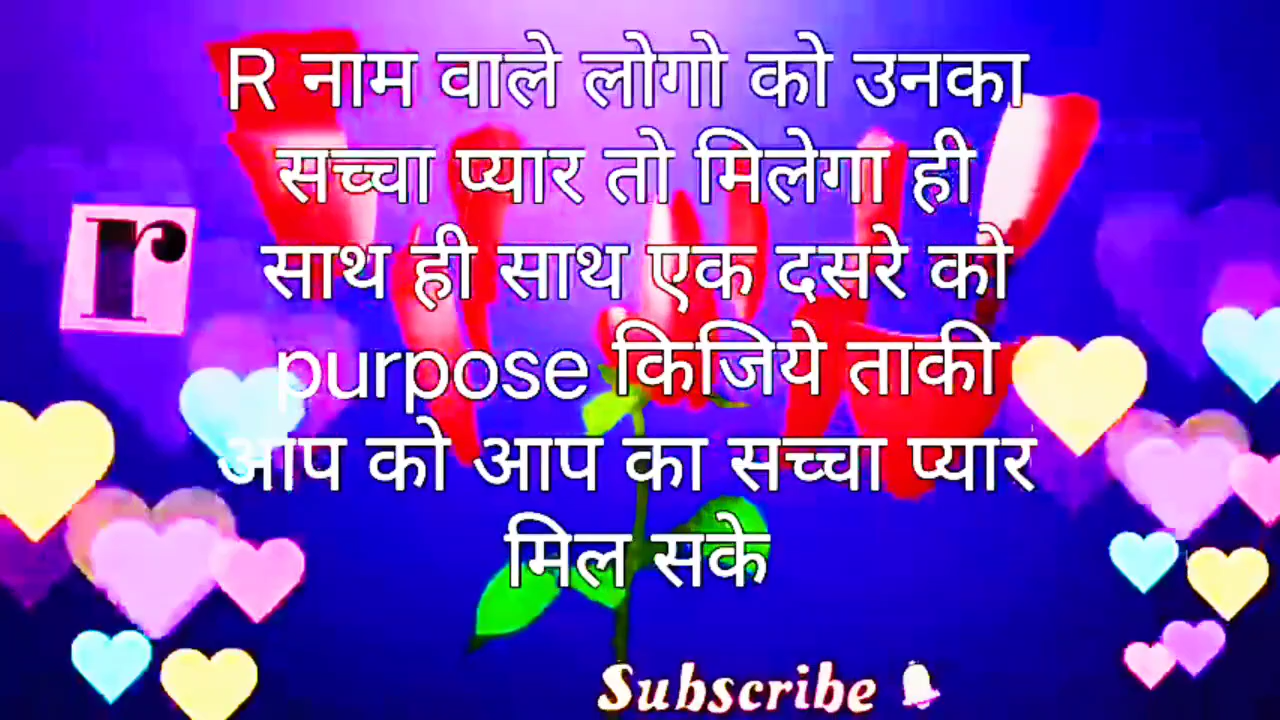 R नाम वाले लोगो को उनका
सच्चा प्यार तो मिलेगा ही
r
साथ ही साथ एक दसरे को
purpose किजिये ताकी
आप को आप का सच्चा प्यार
मिल सके
Subscribe